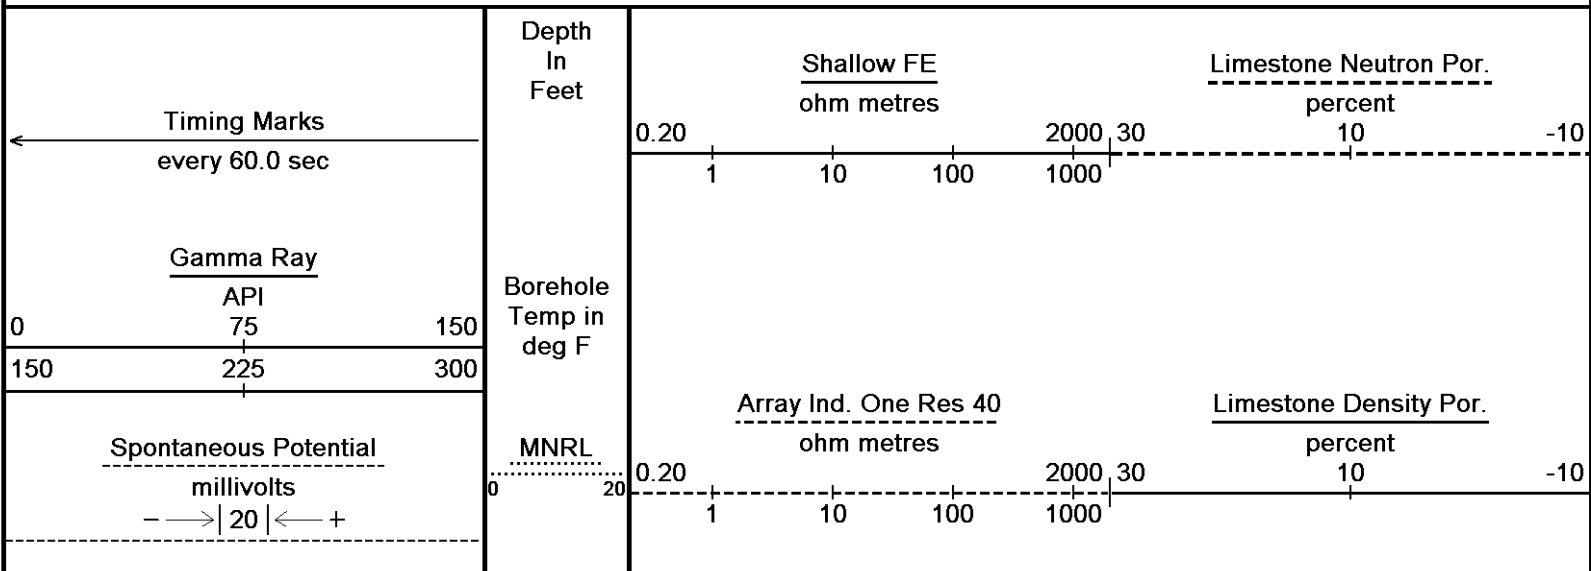 Timing Marks
every 60.0 sec
Gamma Ray
API
0 75 150
150 225 300
Spontaneous Potential
millivolts
− 20 +
Depth
In
Feet
Borehole
Temp in
deg F
MNRL
0 20
Shallow FE
ohm metres
0.20 2000
1 10 100 1000
Limestone Neutron Por.
percent
30 10 -10
Array Ind. One Res 40
ohm metres
0.20 2000
1 10 100 1000
Limestone Density Por.
percent
30 10 -10